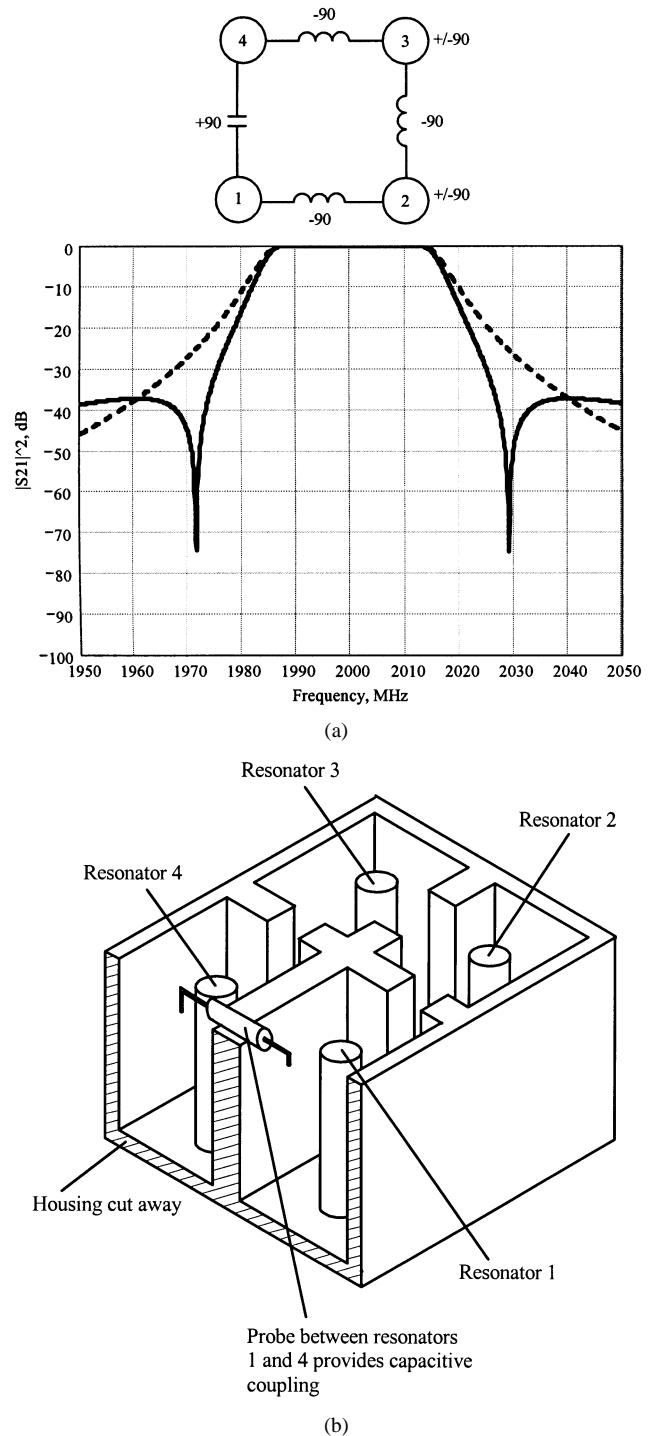 -90
4
3
+/-90
+90
-90
1
2
+/-90
-90
0
−10
−20
−30
−40
−50
−60
−70
−80
−90
−100
|S21|^2, dB
1950 1960 1970 1980 1990 2000 2010 2020 2030 2040 2050
Frequency, MHz
(a)
Resonator 3
Resonator 2
Resonator 4
Housing cut away
Resonator 1
Probe between resonators
1 and 4 provides capacitive
coupling
(b)